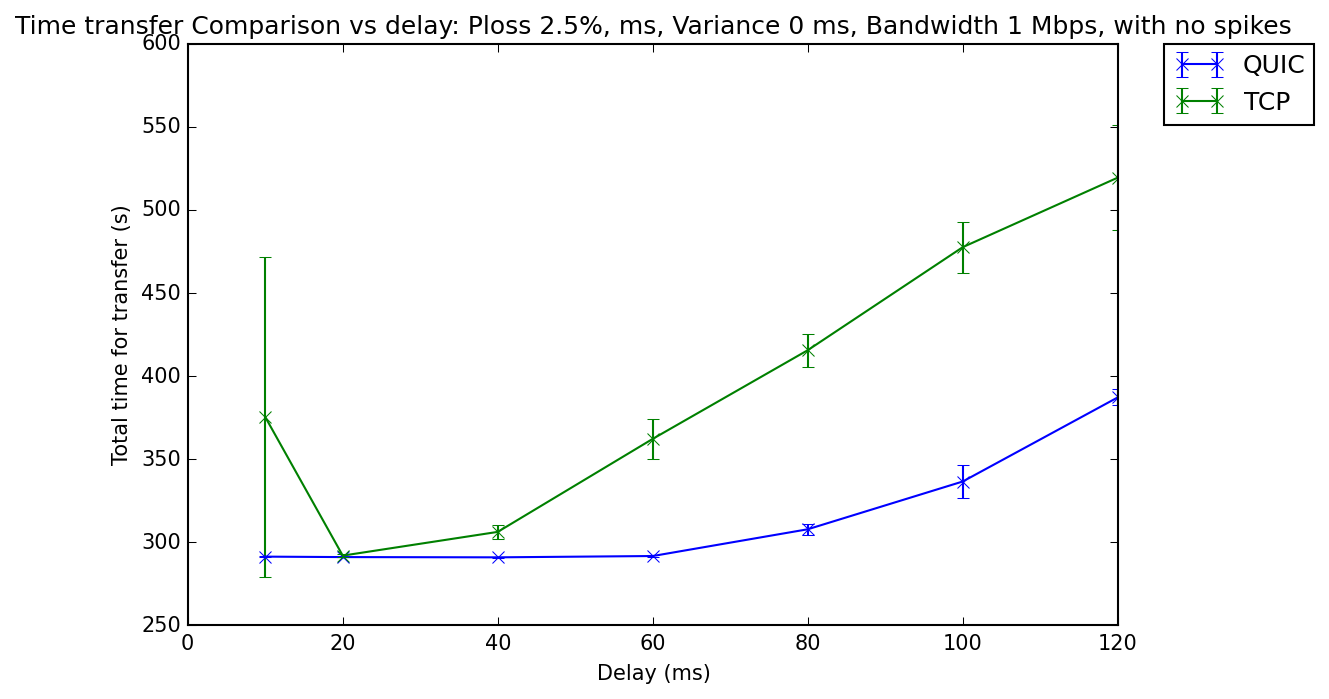 Time transfer Comparison vs delay: Ploss 2.5%, ms, Variance 0 ms, Bandwidth 1 Mbps, with no spikes
QUIC
TCP
600
550
500
450
400
350
300
250
Total time for transfer (s)
0 20 40 60 80 100 120
Delay (ms)